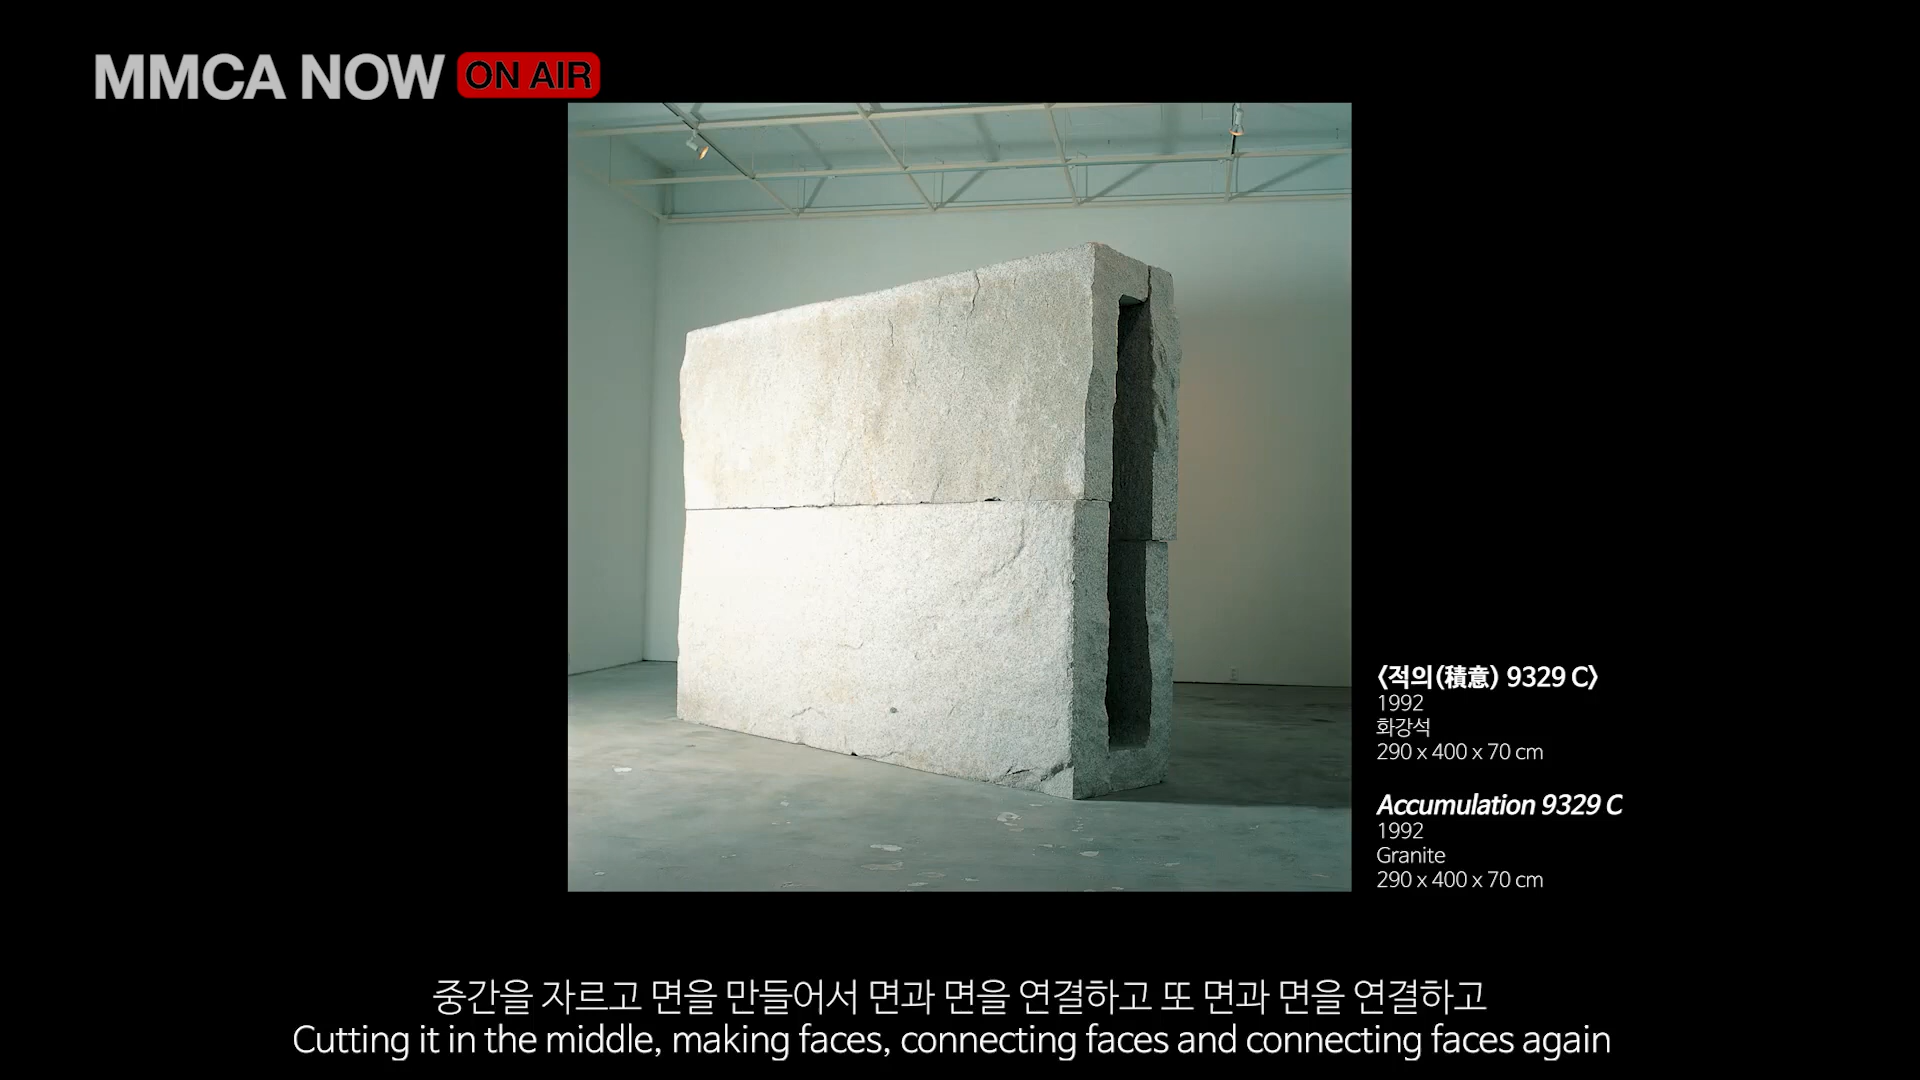 MMCA NOW ON AIR
〈적의(積意) 9329 C〉
1992
화강석
290 x 400 x 70 cm
Accumulation 9329 C
1992
Granite
290 x 400 x 70 cm
중간을 자르고 면을 만들어서 면과 면을 연결하고 또 면과 면을 연결하고
Cutting it in the middle, making faces, connecting faces and connecting faces again